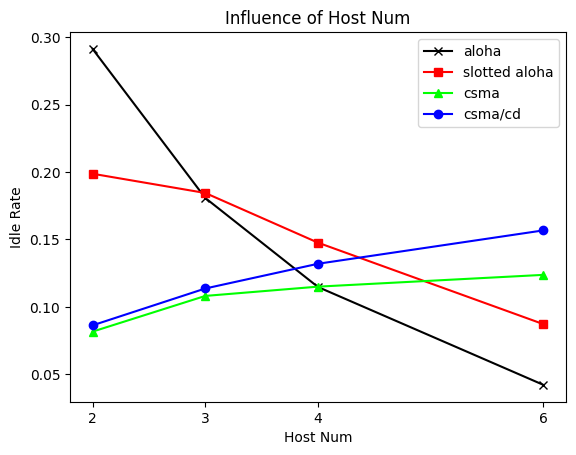 Influence of Host Num
aloha
slotted aloha
csma
csma/cd
Idle Rate
0.30
0.25
0.20
0.15
0.10
0.05
2
3
4
6
Host Num